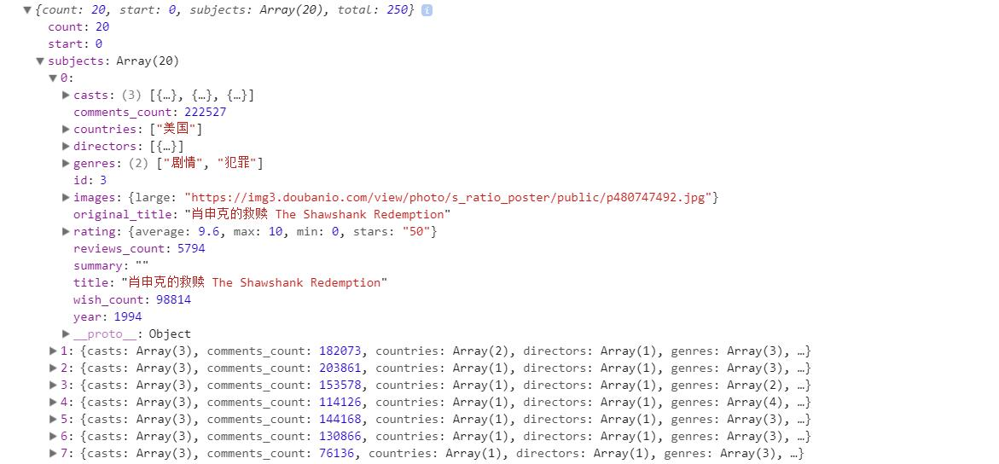 ▼{count: 20, start: 0, subjects: Array(20), total: 250} i
count: 20
start: 0
▼subjects: Array(20)
▼0:
▶casts: (3) [{…}, {…}, {…}]
comments_count: 222527
▶countries: ["美国"]
▶directors: [{…}]
▶genres: (2) ["剧情", "犯罪"]
id: 3
▶images: {large: "https://img3.doubanio.com/view/photo/s_ratio_poster/public/p480747492.jpg"}
original_title: "肖申克的救赎 The Shawshank Redemption"
▶rating: {average: 9.6, max: 10, min: 0, stars: "50"}
reviews_count: 5794
summary: ""
title: "肖申克的救赎 The Shawshank Redemption"
wish_count: 98814
year: 1994
▶__proto__: Object
▶1: {casts: Array(3), comments_count: 182073, countries: Array(2), directors: Array(1), genres: Array(3), …}
▶2: {casts: Array(3), comments_count: 203861, countries: Array(1), directors: Array(1), genres: Array(3), …}
▶3: {casts: Array(3), comments_count: 153578, countries: Array(1), directors: Array(1), genres: Array(2), …}
▶4: {casts: Array(3), comments_count: 114126, countries: Array(1), directors: Array(1), genres: Array(4), …}
▶5: {casts: Array(3), comments_count: 144168, countries: Array(1), directors: Array(1), genres: Array(3), …}
▶6: {casts: Array(3), comments_count: 130866, countries: Array(1), directors: Array(1), genres: Array(3), …}
▶7: {casts: Array(3), comments_count: 76136, countries: Array(1), directors: Array(1), genres: Array(3), …}